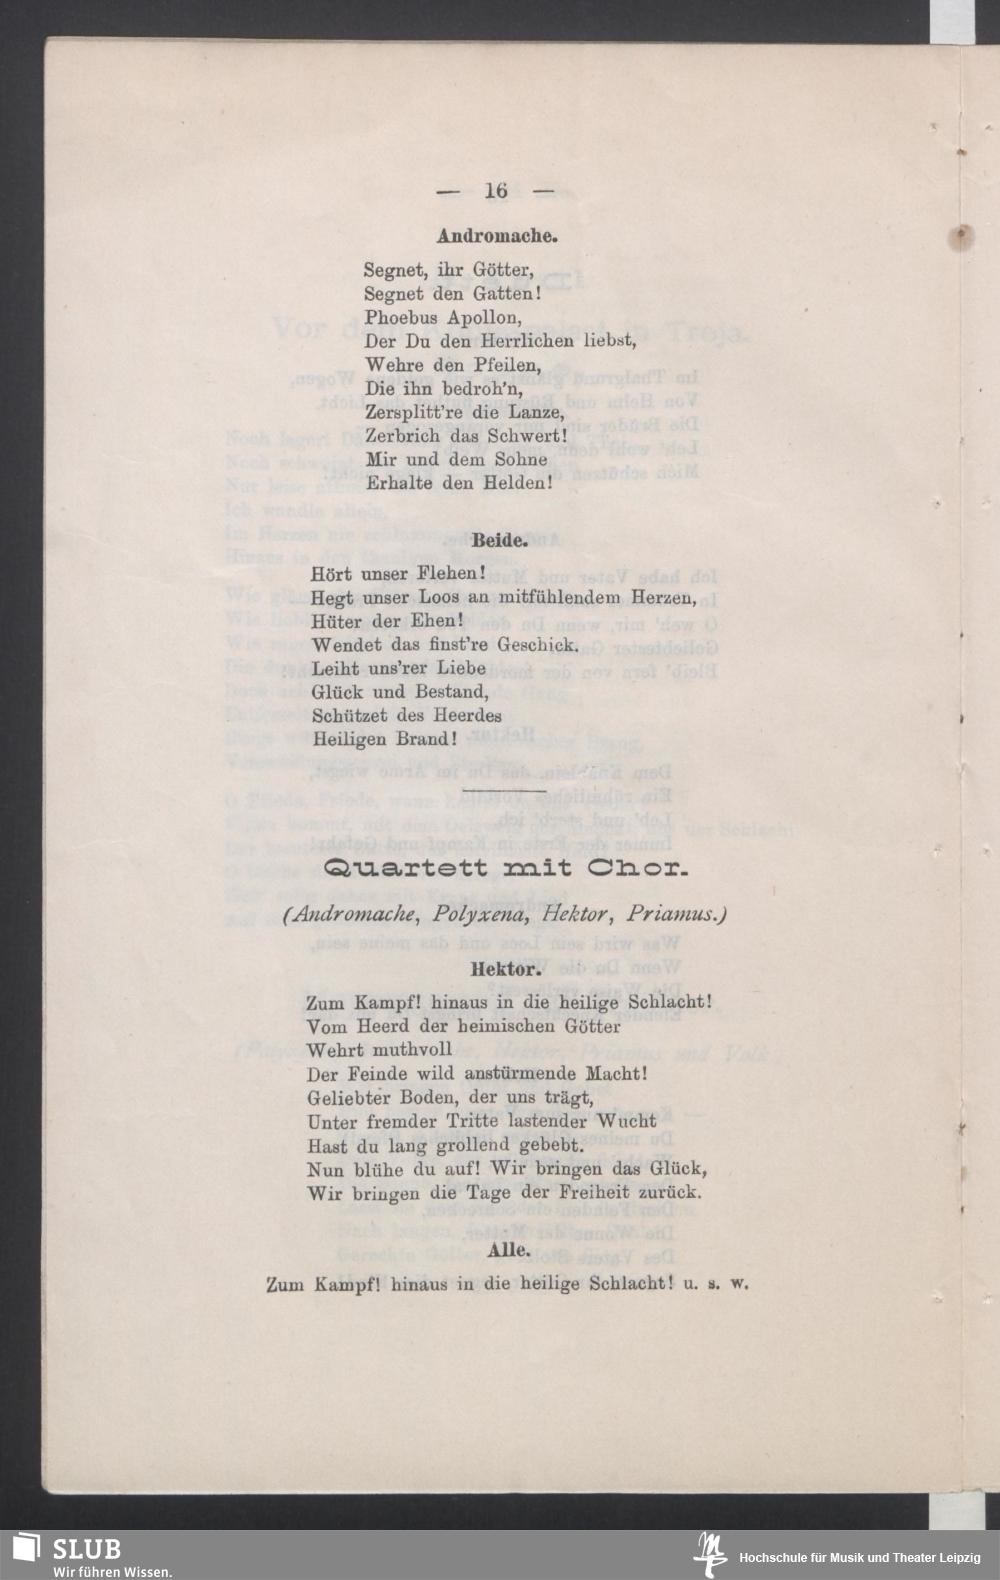 — 16 —
Andromache.
Segnet, ihr Götter,
Segnet den Gatten!
Phoebus Apollon,
Der Du den Herrlichen liebst,
Wehre den Pfeilen,
Die ihn bedroh'n,
Zersplitt're die Lanze,
Zerbrich das Schwert!
Mir und dem Sohne
Erhalte den Helden!
Beide.
Hört unser Flehen!
Hegt unser Loos an mitfühlendem Herzen,
Hüter der Ehen!
Wendet das finst're Geschick.
Leiht uns'rer Liebe
Glück und Bestand,
Schützet des Heerdes
Heiligen Brand!
Quartett mit Chor.
(Andromache, Polyxena, Hektor, Priamus.)
Hektor.
Zum Kampf! hinaus in die heilige Schlacht!
Vom Heerd der heimischen Götter
Wehrt muthvoll
Der Feinde wild anstürmende Macht!
Geliebter Boden, der uns trägt,
Unter fremder Tritte lastender Wucht
Hast du lang grollend gebebt.
Nun blühe du auf! Wir bringen das Glück,
Wir bringen die Tage der Freiheit zurück.
Alle.
Zum Kampf! hinaus in die heilige Schlacht! u. s. w.
SLUB
Wir führen Wissen.
Hochschule für Musik und Theater Leipzig